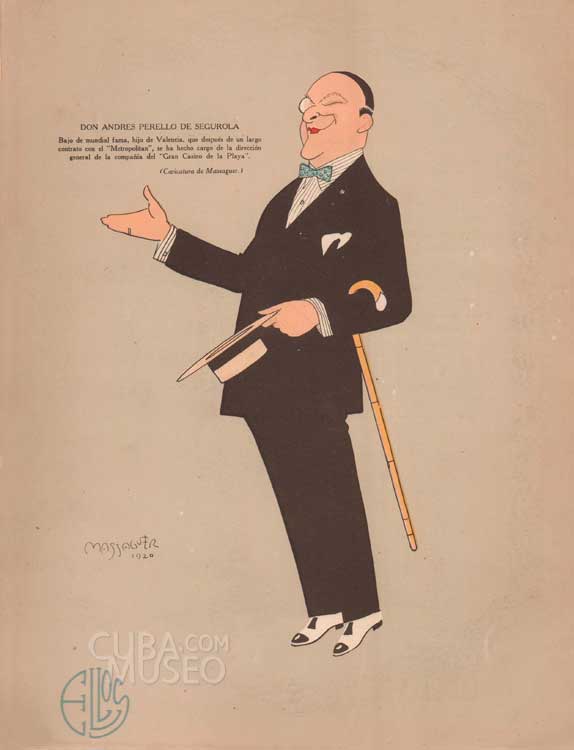 DON ANDRES PERELLO DE SEGUROLA
Bajo de mundial fama, hijo de Valencia, que después de un largo
contrato con el "Metropolitan", se ha hecho cargo de la dirección
general de la compañía del "Gran Casino de la Playa".
(Caricatura de Massaguer.)
MASSAGUER
1920
CUBA.COM
MUSEO
ELLOS